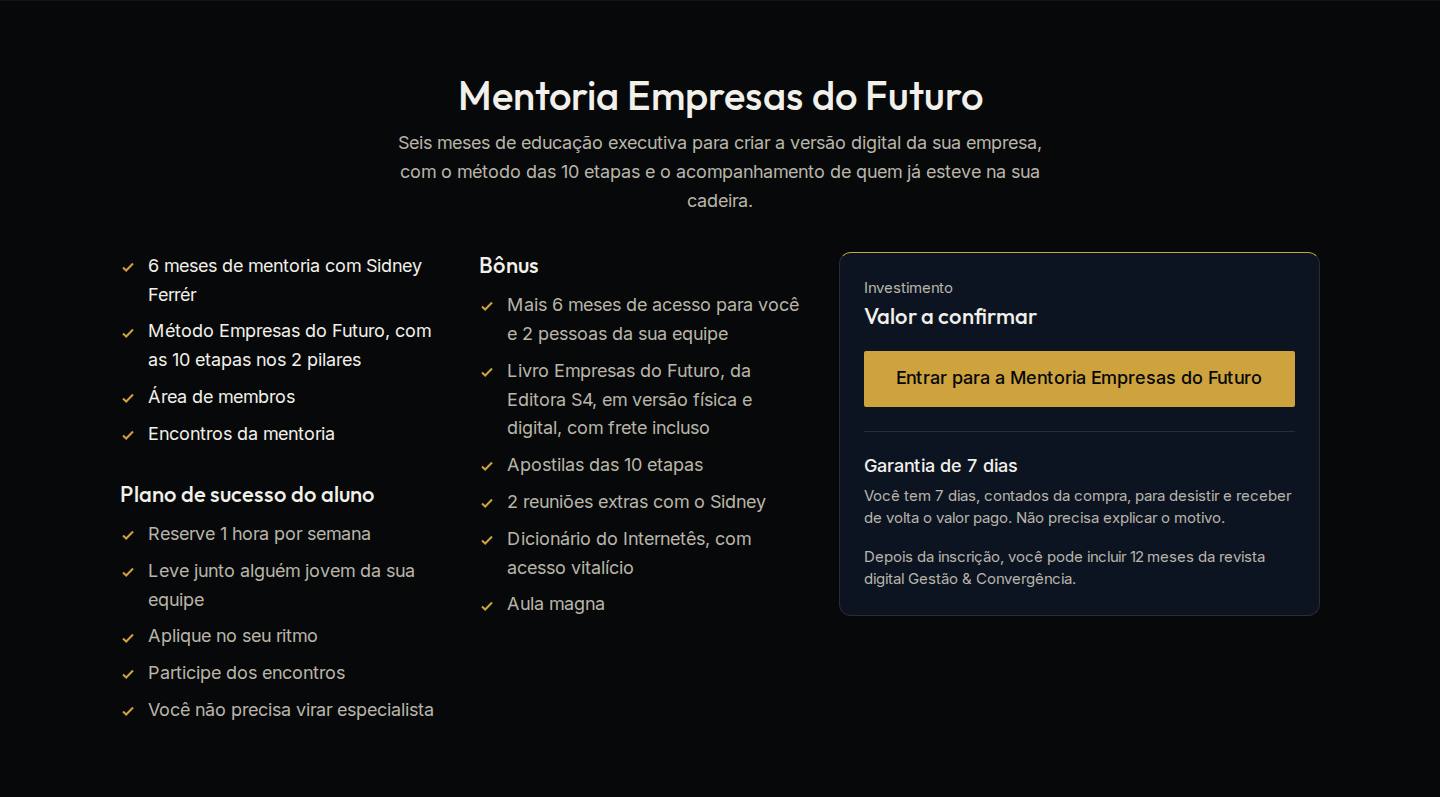 Mentoria Empresas do Futuro
Seis meses de educação executiva para criar a versão digital da sua empresa,
com o método das 10 etapas e o acompanhamento de quem já esteve na sua
cadeira.
6 meses de mentoria com Sidney
Ferrér
Método Empresas do Futuro, com
as 10 etapas nos 2 pilares
Área de membros
Encontros da mentoria
Plano de sucesso do aluno
Reserve 1 hora por semana
Leve junto alguém jovem da sua
equipe
Aplique no seu ritmo
Participe dos encontros
Você não precisa virar especialista
Bônus
Mais 6 meses de acesso para você
e 2 pessoas da sua equipe
Livro Empresas do Futuro, da
Editora S4, em versão física e
digital, com frete incluso
Apostilas das 10 etapas
2 reuniões extras com o Sidney
Dicionário do Internetês, com
acesso vitalício
Aula magna
Investimento
Valor a confirmar
Entrar para a Mentoria Empresas do Futuro
Garantia de 7 dias
Você tem 7 dias, contados da compra, para desistir e receber
de volta o valor pago. Não precisa explicar o motivo.
Depois da inscrição, você pode incluir 12 meses da revista
digital Gestão & Convergência.